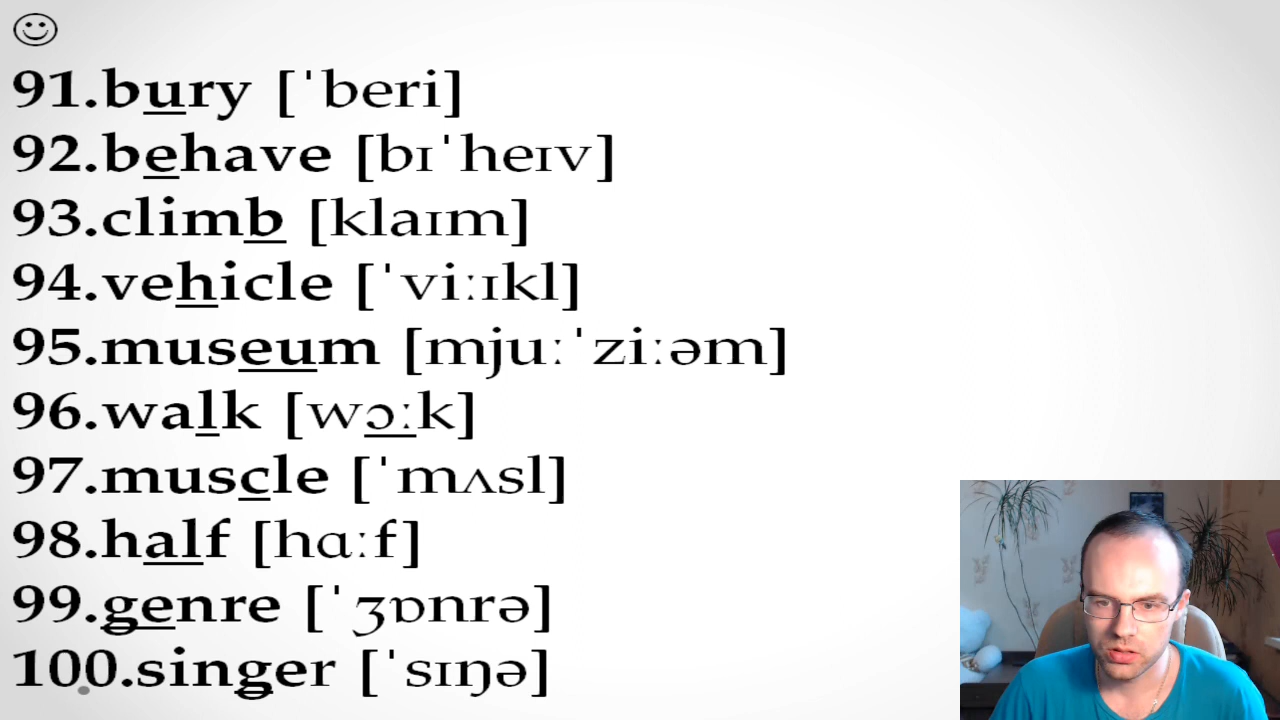 91.bury [ˈberi]
92.behave [bɪˈheɪv]
93.climb [klaɪm]
94.vehicle [ˈviːɪkl]
95.museum [mjuːˈziːəm]
96.walk [wɔːk]
97.muscle [ˈmʌsl]
98.half [hɑːf]
99.genre [ˈʒɒnrə]
100.singer [ˈsɪŋə]